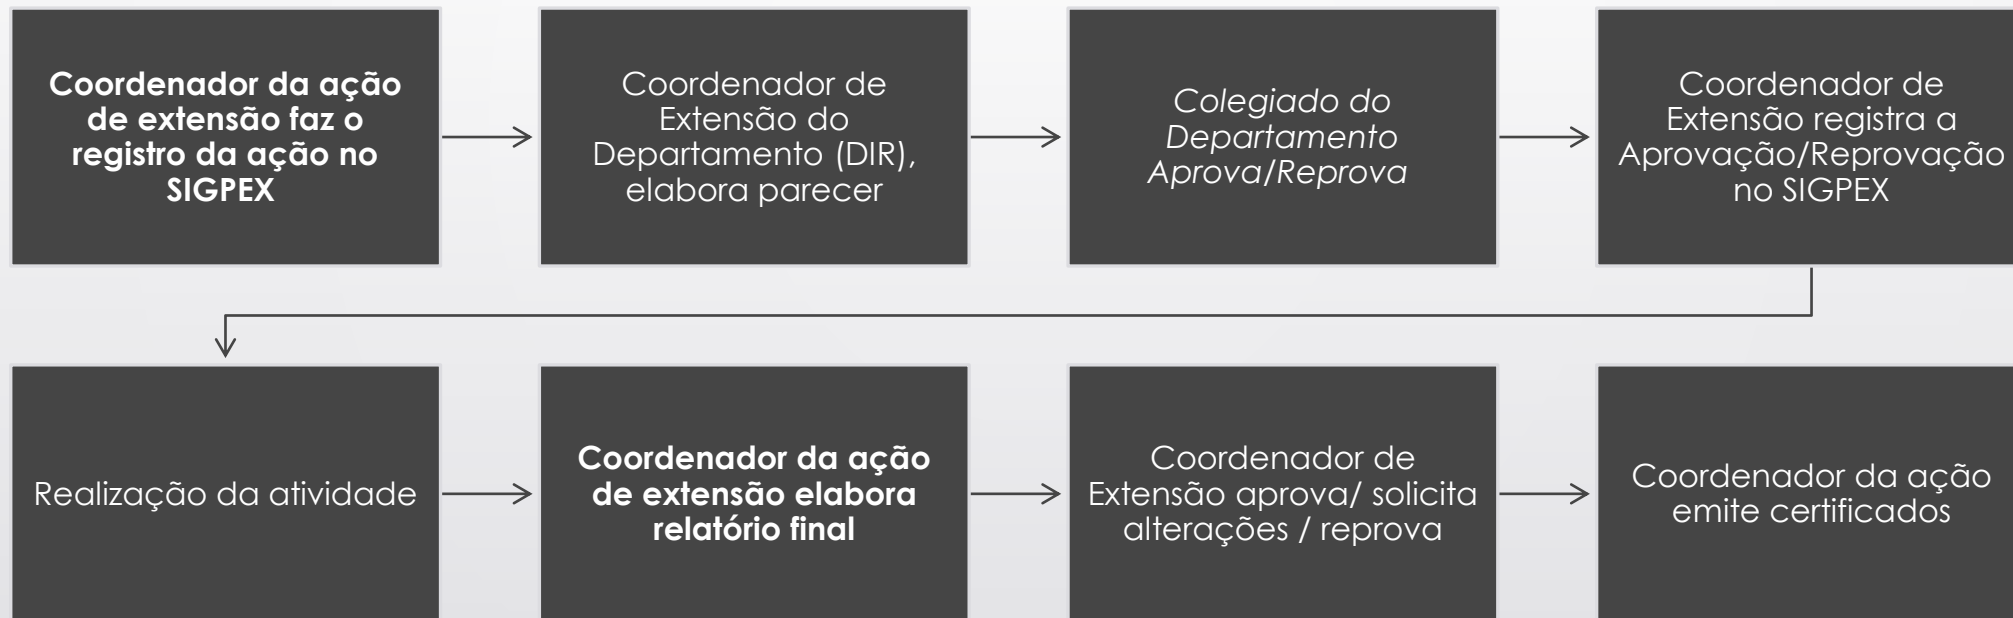 Coordenador da ação
de extensão faz o
registro da ação no
SIGPEX
Coordenador de
Extensão do
Departamento (DIR),
elabora parecer
Colegiado do
Departamento
Aprova/Reprova
Coordenador de
Extensão registra a
Aprovação/Reprovação
no SIGPEX
Realização da atividade
Coordenador da ação
de extensão elabora
relatório final
Coordenador de
Extensão aprova/ solicita
alterações / reprova
Coordenador da ação
emite certificados